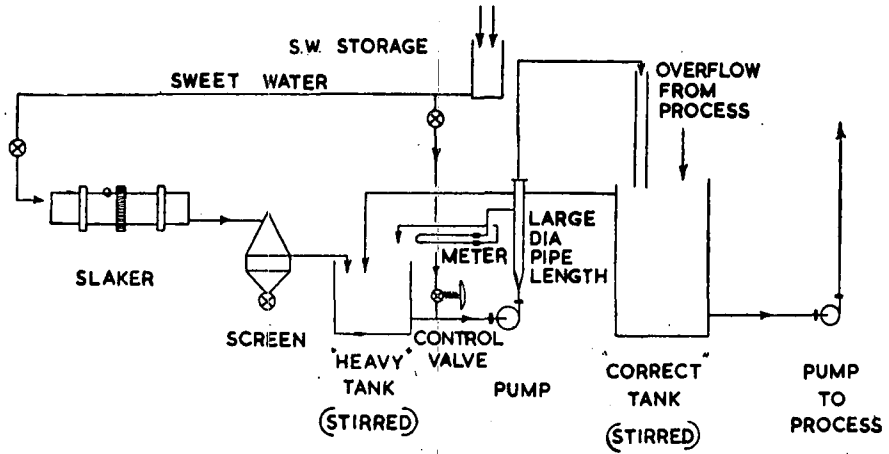 S.W. STORAGE
SWEET WATER
OVERFLOW
FROM
PROCESS
SLAKER
SCREEN
METER
LARGE
DIA
PIPE
LENGTH
"HEAVY"
TANK
(STIRRED)
CONTROL
VALVE
PUMP
"CORRECT"
TANK
(STIRRED)
PUMP
TO
PROCESS